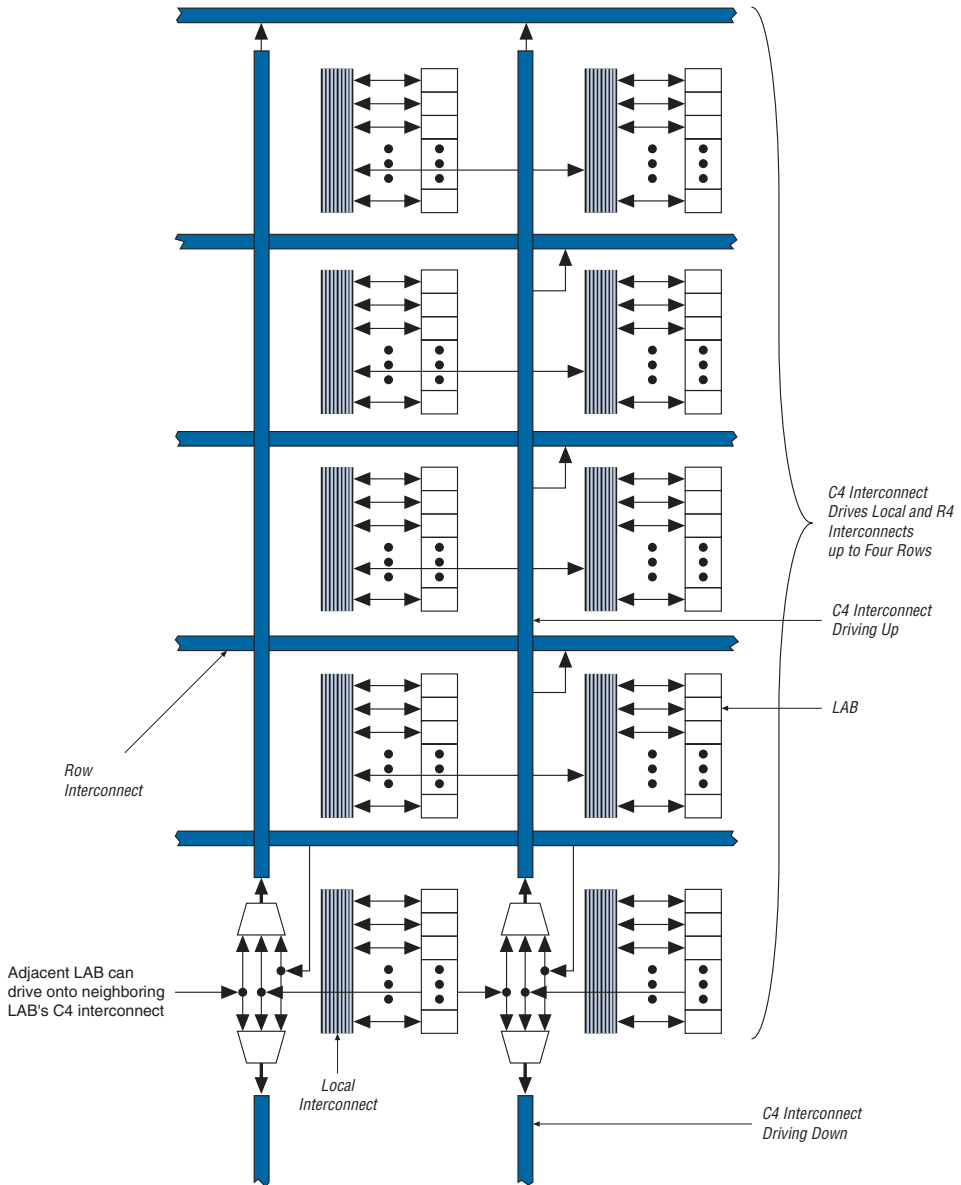 C4 Interconnect
Drives Local and R4
Interconnects
up to Four Rows
C4 Interconnect
Driving Up
LAB
Row
Interconnect
Adjacent LAB can
drive onto neighboring
LAB's C4 interconnect
Local
Interconnect
C4 Interconnect
Driving Down